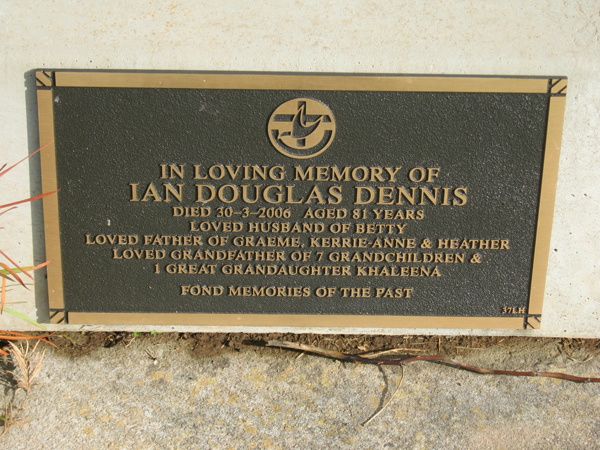 IN LOVING MEMORY OF
IAN DOUGLAS DENNIS
DIED 30-3-2006 AGED 81 YEARS
LOVED HUSBAND OF BETTY
LOVED FATHER OF GRAEME, KERRIE-ANNE & HEATHER
LOVED GRANDFATHER OF 7 GRANDCHILDREN &
1 GREAT GRANDAUGHTER KHALEENA
FOND MEMORIES OF THE PAST
37LH